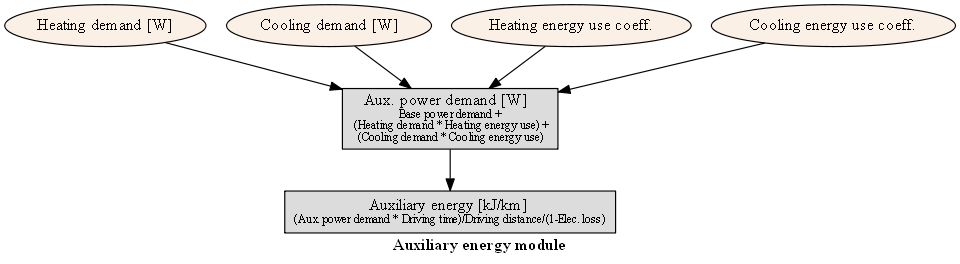 Heating demand [W]
Cooling demand [W]
Heating energy use coeff.
Cooling energy use coeff.
Aux. power demand [W]
Base power demand +
(Heating demand * Heating energy use) +
(Cooling demand * Cooling energy use)
Auxiliary energy [kJ/km]
(Aux. power demand * Driving time)/Driving distance/(1-Elec. loss)
Auxiliary energy module